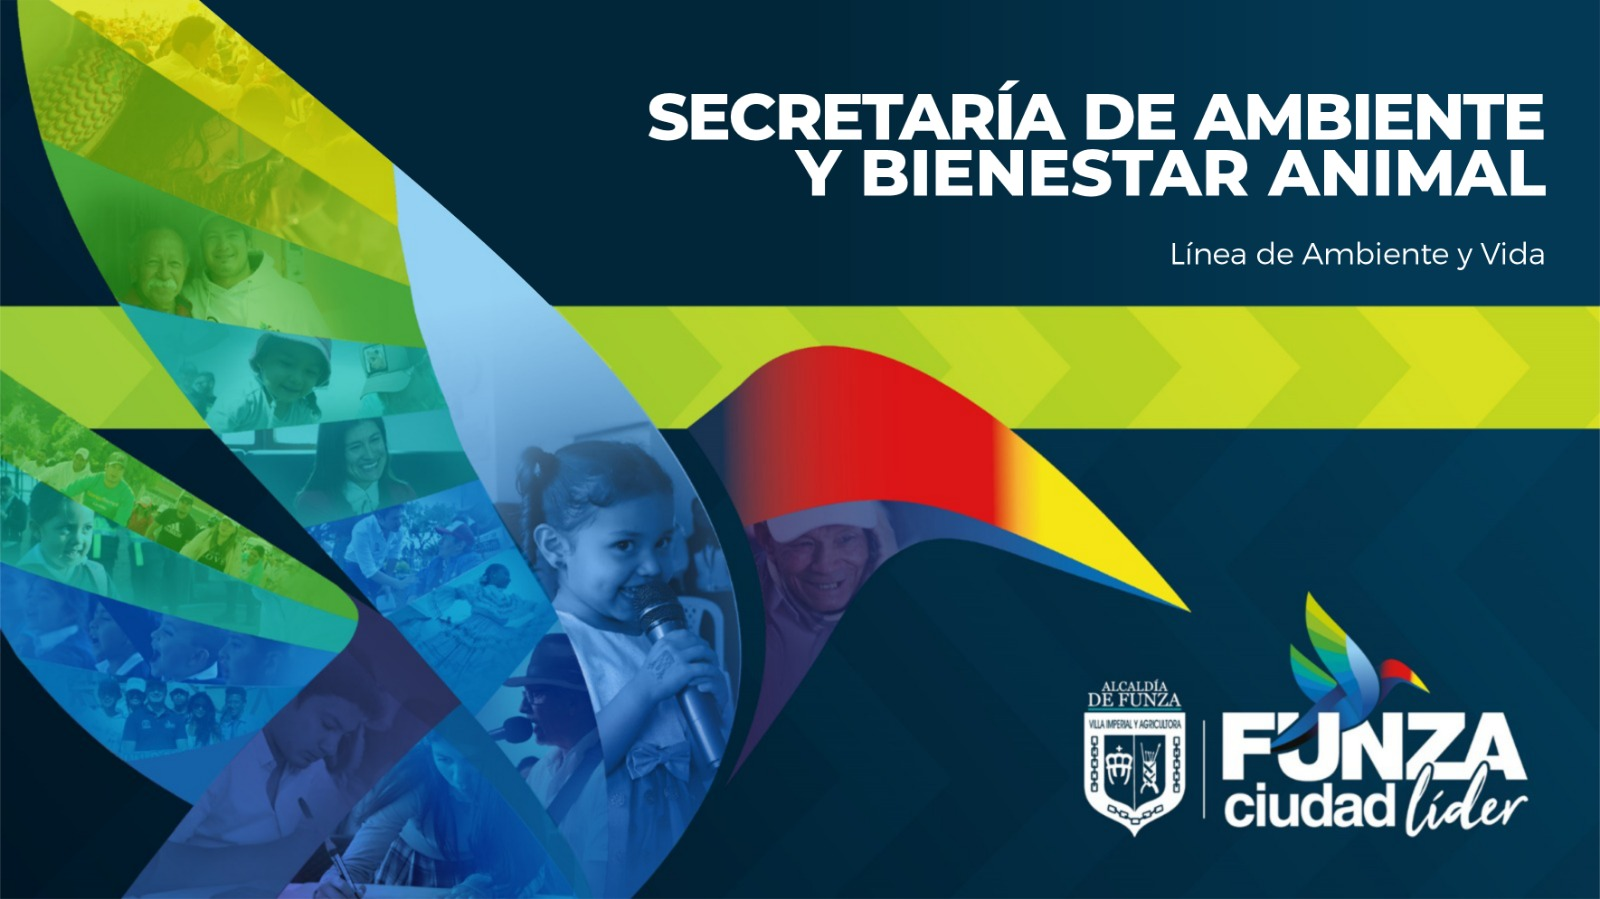 SECRETARÍA DE AMBIENTE
Y BIENESTAR ANIMAL
Línea de Ambiente y Vida
ALCALDÍA
DE FUNZA
VILLA IMPERIAL Y AGRICULTORA
FUNZA
ciudad líder